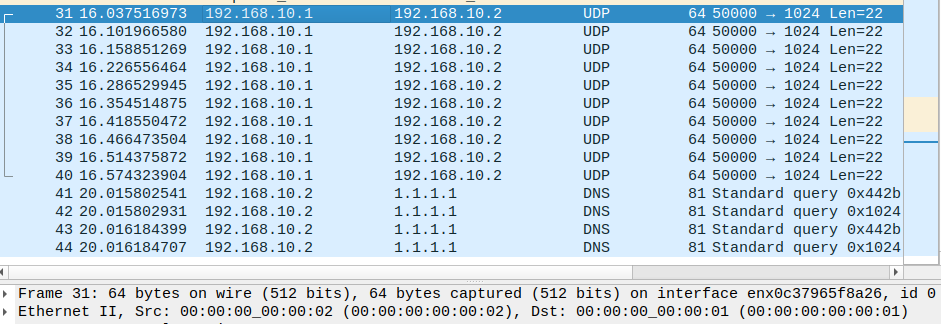 31 16.037516973 192.168.10.1 192.168.10.2 UDP 64 50000 → 1024 Len=22
32 16.101966580 192.168.10.1 192.168.10.2 UDP 64 50000 → 1024 Len=22
33 16.158851269 192.168.10.1 192.168.10.2 UDP 64 50000 → 1024 Len=22
34 16.226556464 192.168.10.1 192.168.10.2 UDP 64 50000 → 1024 Len=22
35 16.286529945 192.168.10.1 192.168.10.2 UDP 64 50000 → 1024 Len=22
36 16.354514875 192.168.10.1 192.168.10.2 UDP 64 50000 → 1024 Len=22
37 16.418550472 192.168.10.1 192.168.10.2 UDP 64 50000 → 1024 Len=22
38 16.466473504 192.168.10.1 192.168.10.2 UDP 64 50000 → 1024 Len=22
39 16.514375872 192.168.10.1 192.168.10.2 UDP 64 50000 → 1024 Len=22
40 16.574323904 192.168.10.1 192.168.10.2 UDP 64 50000 → 1024 Len=22
41 20.015802541 192.168.10.2 1.1.1.1 DNS 81 Standard query 0x442b
42 20.015802931 192.168.10.2 1.1.1.1 DNS 81 Standard query 0x1024
43 20.016184399 192.168.10.2 1.1.1.1 DNS 81 Standard query 0x442b
44 20.016184707 192.168.10.2 1.1.1.1 DNS 81 Standard query 0x1024
Frame 31: 64 bytes on wire (512 bits), 64 bytes captured (512 bits) on interface enx0c37965f8a26, id 0
Ethernet II, Src: 00:00:00_00:00:02 (00:00:00:00:00:02), Dst: 00:00:00_00:00:01 (00:00:00:00:00:01)